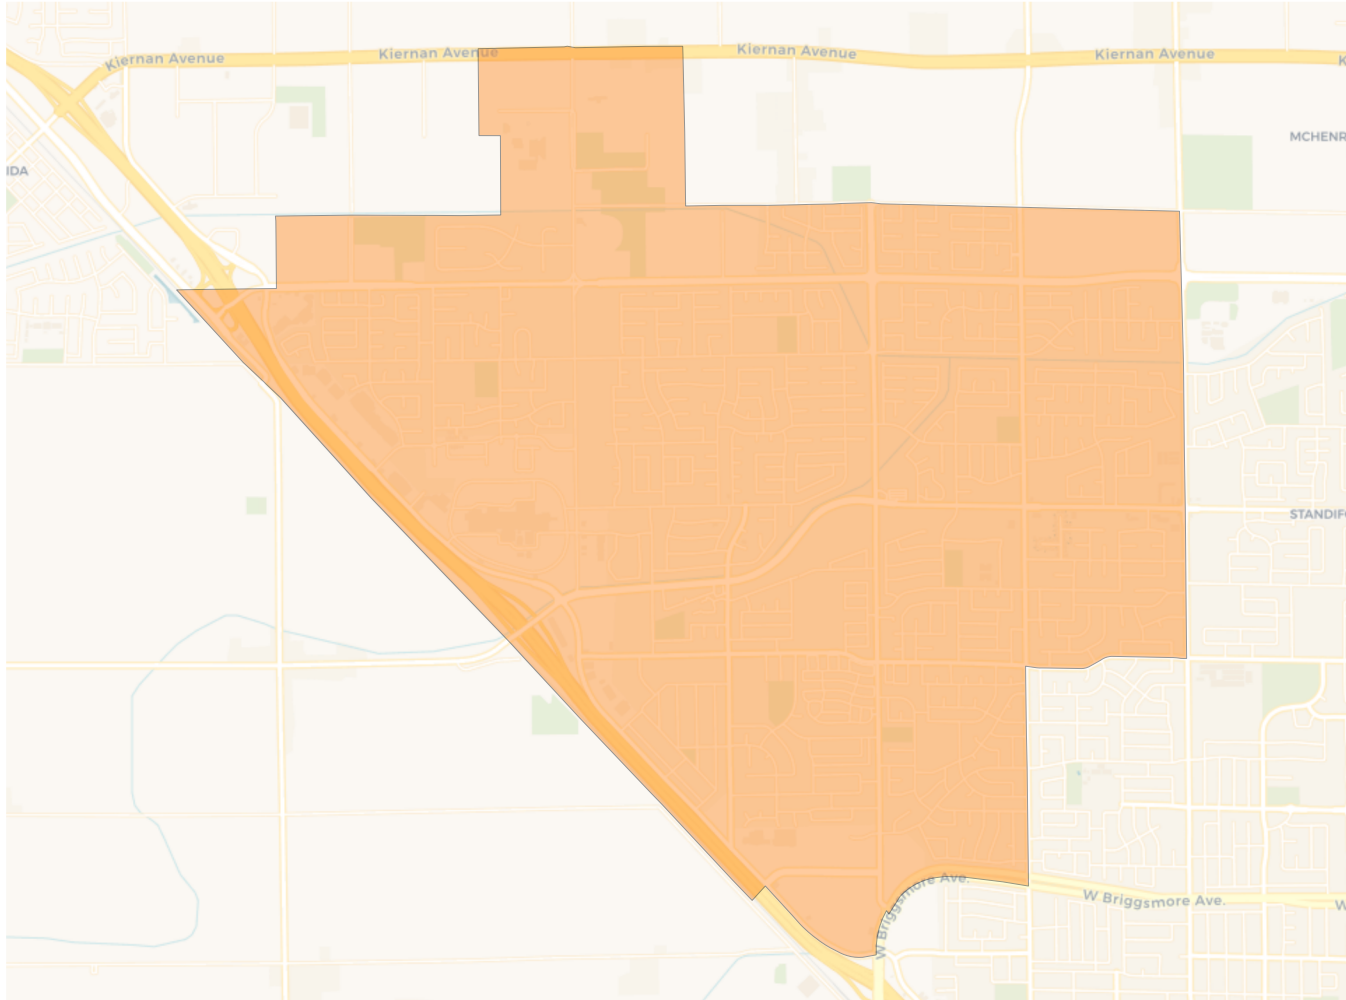 Kiernan Avenue
Kiernan Avenue
Kiernan Avenue
Kiernan Avenue
K
MCHENR
IDA
STANDIF
W Briggsmore Ave.
W Briggsmore Ave.
W